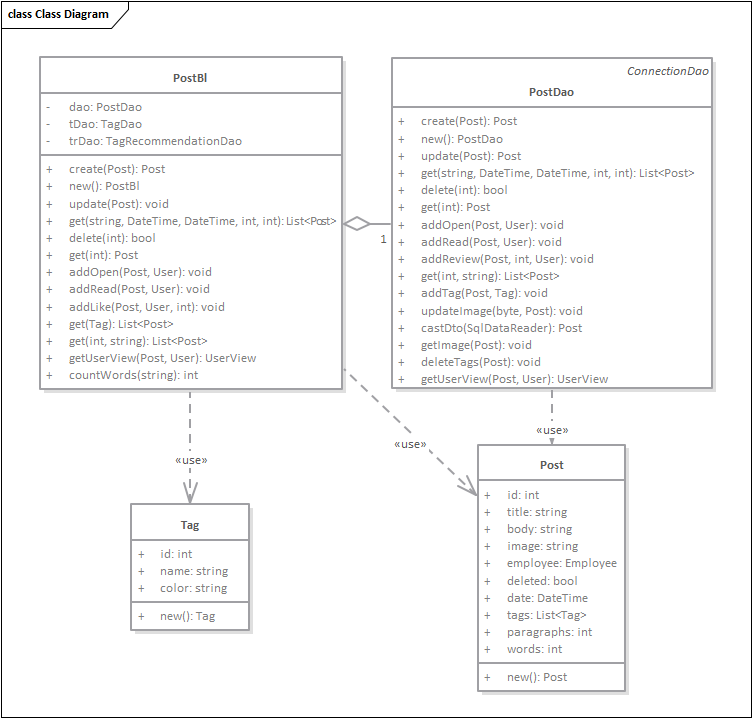 class Class Diagram
PostBl
- dao: PostDao
- tDao: TagDao
- trDao: TagRecommendationDao
+ create(Post): Post
+ new(): PostBl
+ update(Post): void
+ get(string, DateTime, DateTime, int, int): List<Post>
+ delete(int): bool
+ get(int): Post
+ addOpen(Post, User): void
+ addRead(Post, User): void
+ addLike(Post, User, int): void
+ get(Tag): List<Post>
+ get(int, string): List<Post>
+ getUserView(Post, User): UserView
+ countWords(string): int
ConnectionDao
PostDao
+ create(Post): Post
+ new(): PostDao
+ update(Post): Post
+ get(string, DateTime, DateTime, int, int): List<Post>
+ delete(int): bool
+ get(int): Post
+ addOpen(Post, User): void
+ addRead(Post, User): void
+ addReview(Post, int, User): void
+ get(int, string): List<Post>
+ addTag(Post, Tag): void
+ updateImage(byte, Post): void
+ castDto(SqlDataReader): Post
+ getImage(Post): void
+ deleteTags(Post): void
+ getUserView(Post, User): UserView
1
«use»
«use»
«use»
Tag
+ id: int
+ name: string
+ color: string
+ new(): Tag
Post
+ id: int
+ title: string
+ body: string
+ image: string
+ employee: Employee
+ deleted: bool
+ date: DateTime
+ tags: List<Tag>
+ paragraphs: int
+ words: int
+ new(): Post